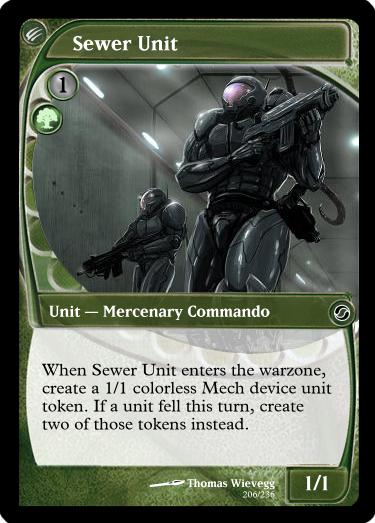 Sewer Unit
1
Unit — Mercenary Commando
When Sewer Unit enters the warzone,
create a 1/1 colorless Mech device unit
token. If a unit fell this turn, create
two of those tokens instead.
Thomas Wievegg
206/236
1/1